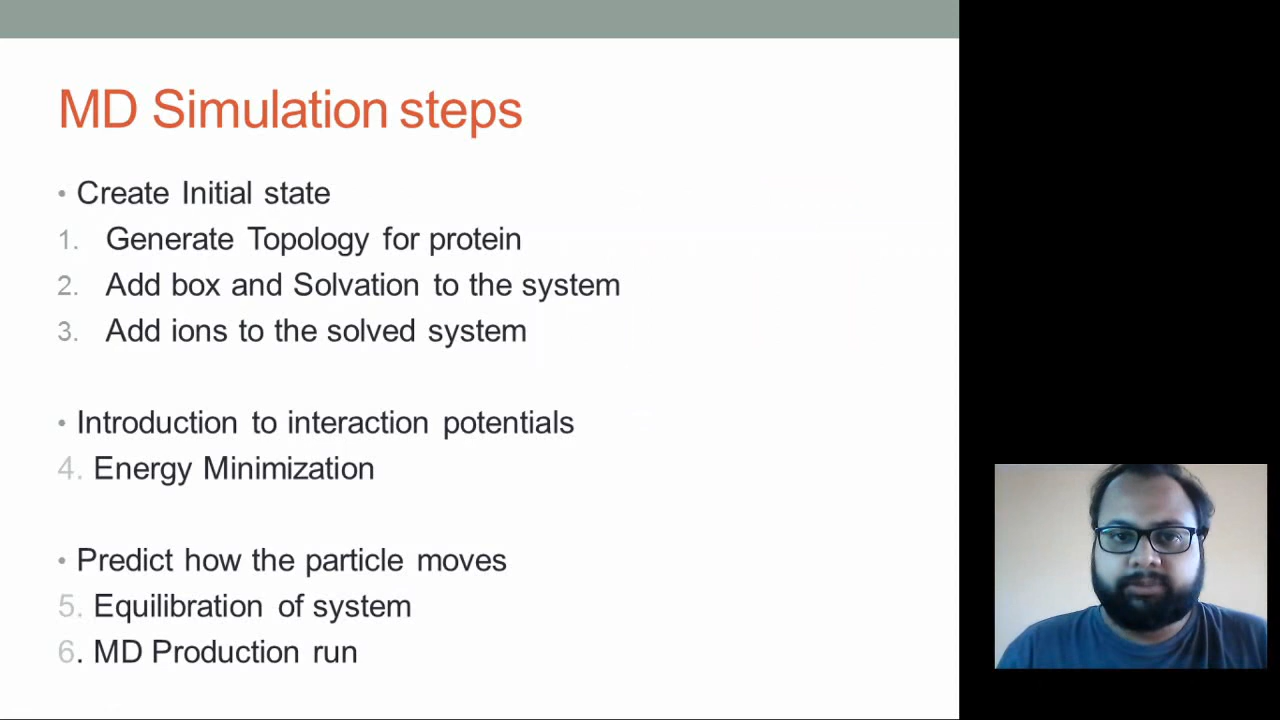 MD Simulation steps
• Create Initial state
1. Generate Topology for protein
2. Add box and Solvation to the system
3. Add ions to the solved system
• Introduction to interaction potentials
4. Energy Minimization
• Predict how the particle moves
5. Equilibration of system
6. MD Production run